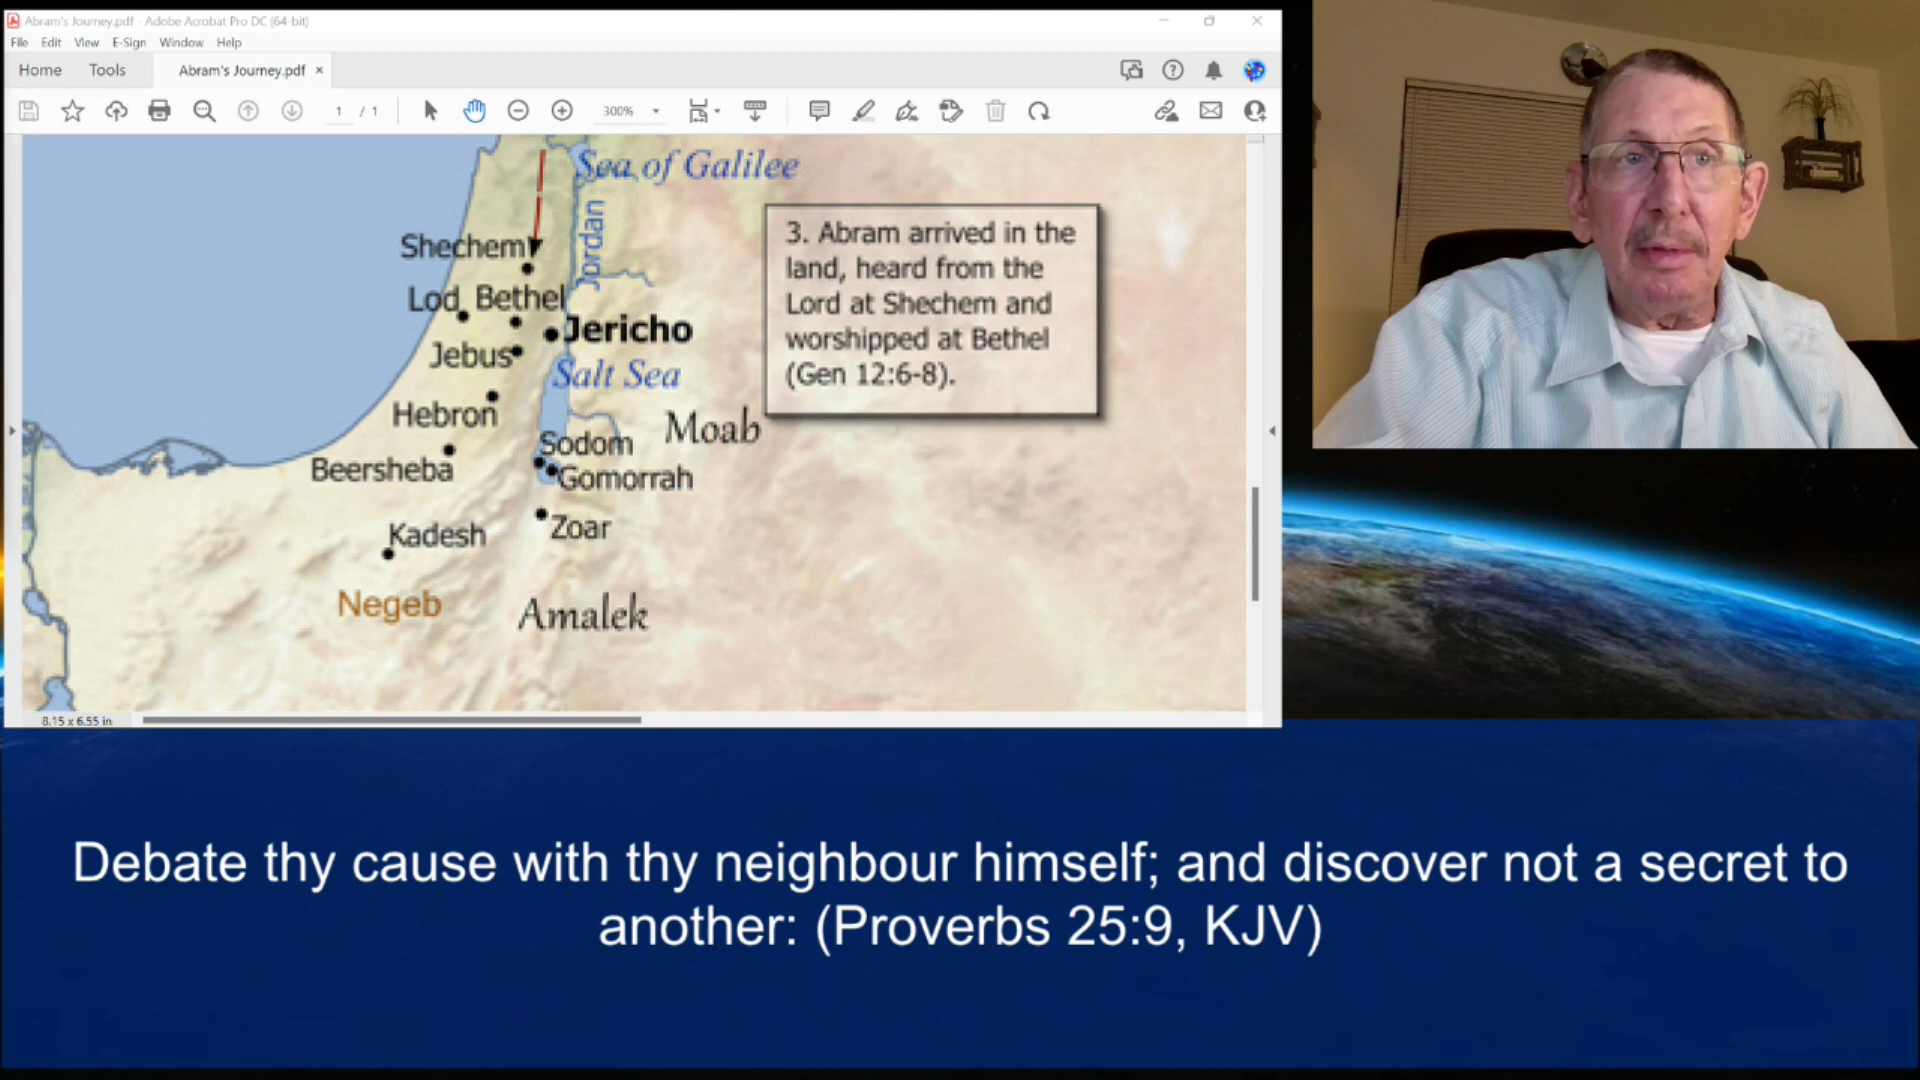 Abram's Journey.pdf - Adobe Acrobat Pro DC (64-bit)
File Edit View E-Sign Window Help
Home Tools Abram's Journey.pdf ×
1 / 1 300%
Sea of Galilee
Jordan
Shechem
Lod Bethel
Jericho
Jebus
Salt Sea
Hebron
Moab
Sodom
Beersheba
Gomorrah
Zoar
Kadesh
Negeb
Amalek
3. Abram arrived in the
land, heard from the
Lord at Shechem and
worshipped at Bethel
(Gen 12:6-8).
8.15 x 6.55 in
Debate thy cause with thy neighbour himself; and discover not a secret to
another: (Proverbs 25:9, KJV)